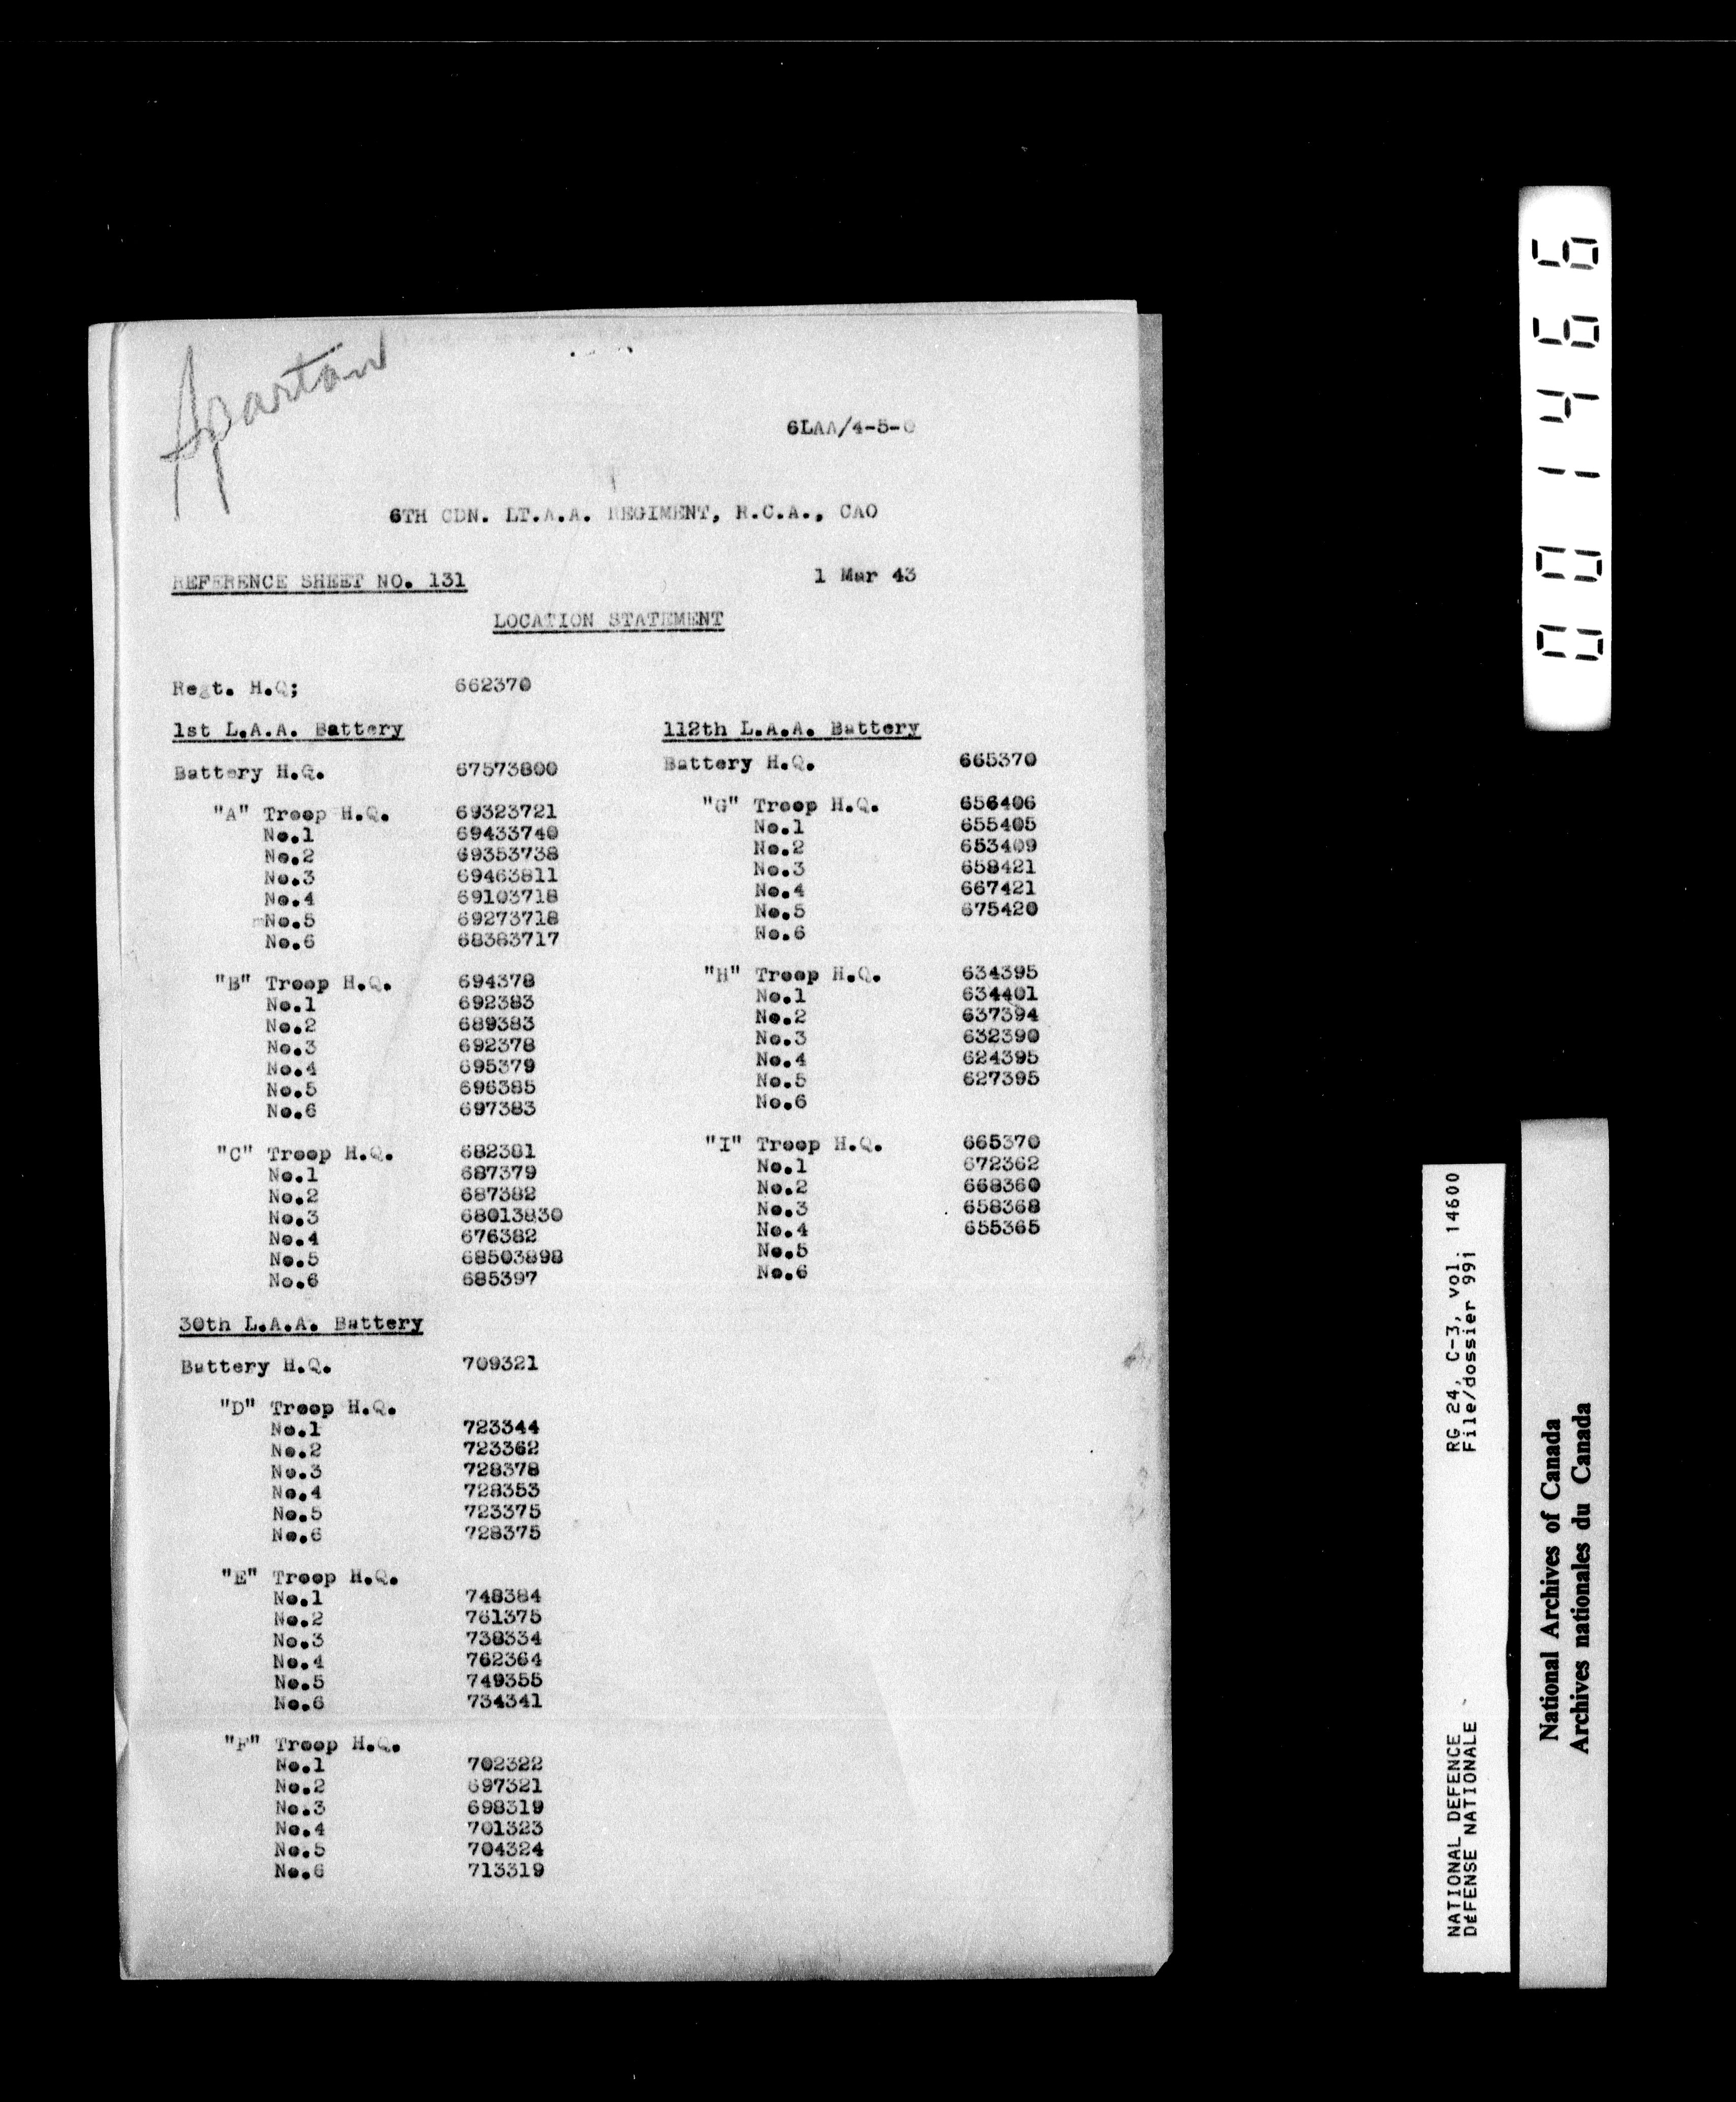 Spartan
6LAA/4-5-0
6TH CDN. LT.A.A. REGIMENT, R.C.A., CAO
REFERENCE SHEET NO. 131 1 Mar 43
LOCATION STATEMENT
Regt. H.Q; 662370
1st L.A.A. Battery
Battery H.Q. 67573800
"A" Troop H.Q. 69323721
No.1 69433740
No.2 69353738
No.3 69463811
No.4 69103718
No.5 69273718
No.6 68383717
"B" Troop H.Q. 694378
No.1 692383
No.2 689383
No.3 692378
No.4 695379
No.5 696385
No.6 697383
"C" Troop H.Q. 682381
No.1 687379
No.2 687382
No.3 68013830
No.4 676382
No.5 68503898
No.6 685397
30th L.A.A. Battery
Battery H.Q. 709321
"D" Troop H.Q.
No.1 723344
No.2 723362
No.3 728378
No.4 728353
No.5 723375
No.6 728375
"E" Troop H.Q.
No.1 748384
No.2 761375
No.3 738334
No.4 762364
No.5 749355
No.6 734341
"F" Troop H.Q.
No.1 702322
No.2 697321
No.3 698319
No.4 701323
No.5 704324
No.6 713319
112th L.A.A. Battery
Battery H.Q. 665370
"G" Troop H.Q. 656406
No.1 655405
No.2 653409
No.3 658421
No.4 667421
No.5 675420
No.6
"H" Troop H.Q. 634395
No.1 634401
No.2 637394
No.3 632390
No.4 624395
No.5 627395
No.6
"I" Troop H.Q. 665370
No.1 672362
No.2 668360
No.3 658368
No.4 655365
No.5
No.6
001466
NATIONAL DEFENCE RG 24, C-3, vol. 14600
DÉFENSE NATIONALE File/dossier 991
National Archives of Canada
Archives nationales du Canada